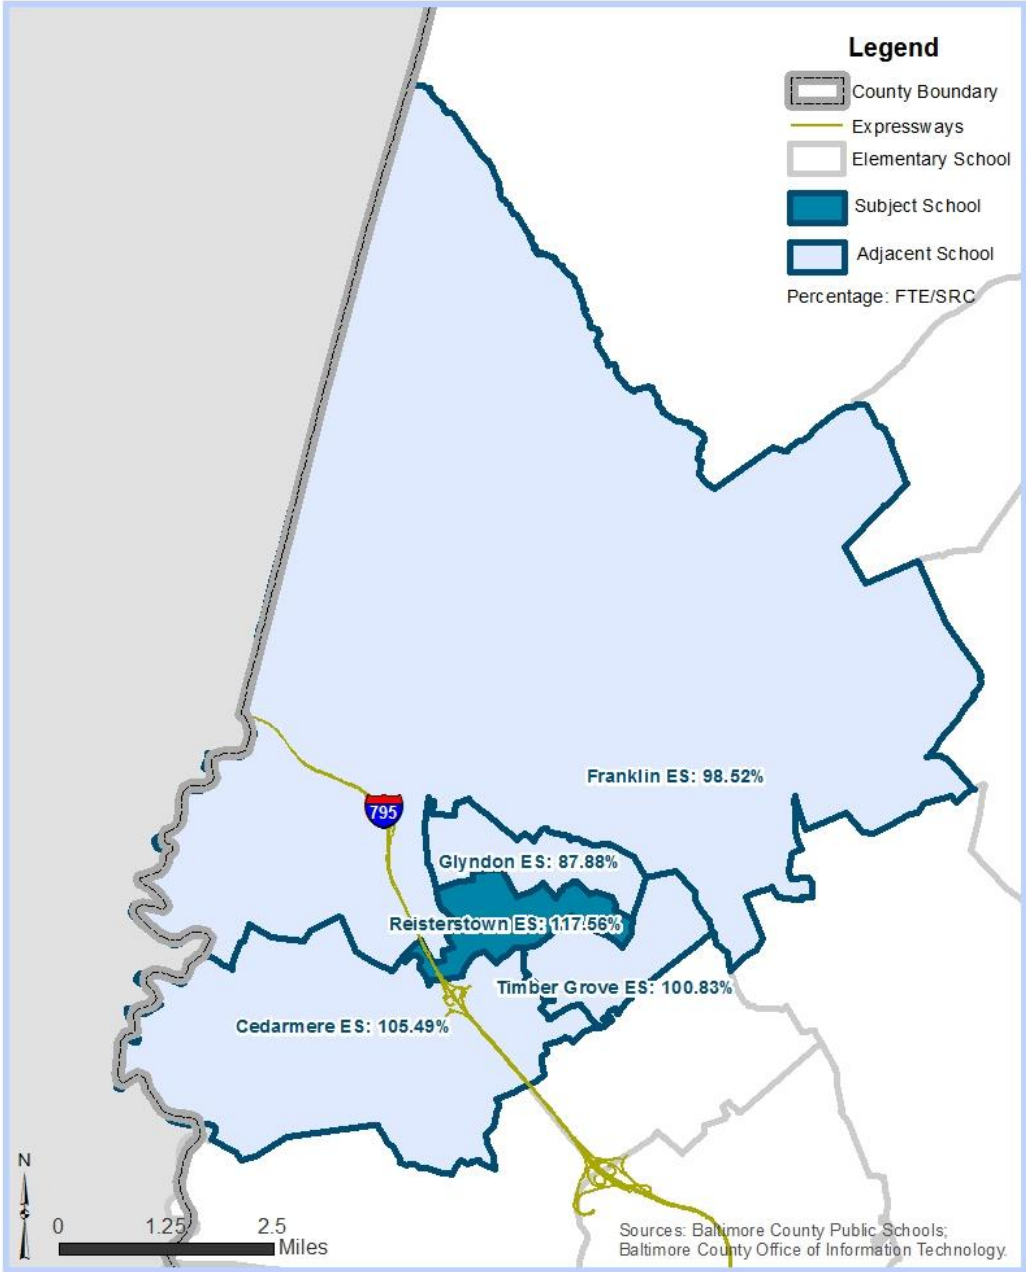 Legend
County Boundary
Expressways
Elementary School
Subject School
Adjacent School
Percentage: FTE/SRC
Franklin ES: 98.52%
795
Glyndon ES: 87.88%
Reisterstown ES: 117.56%
Timber Grove ES: 100.83%
Cedarmere ES: 105.49%
N
0 1.25 2.5
Miles
Sources: Baltimore County Public Schools;
Baltimore County Office of Information Technology.